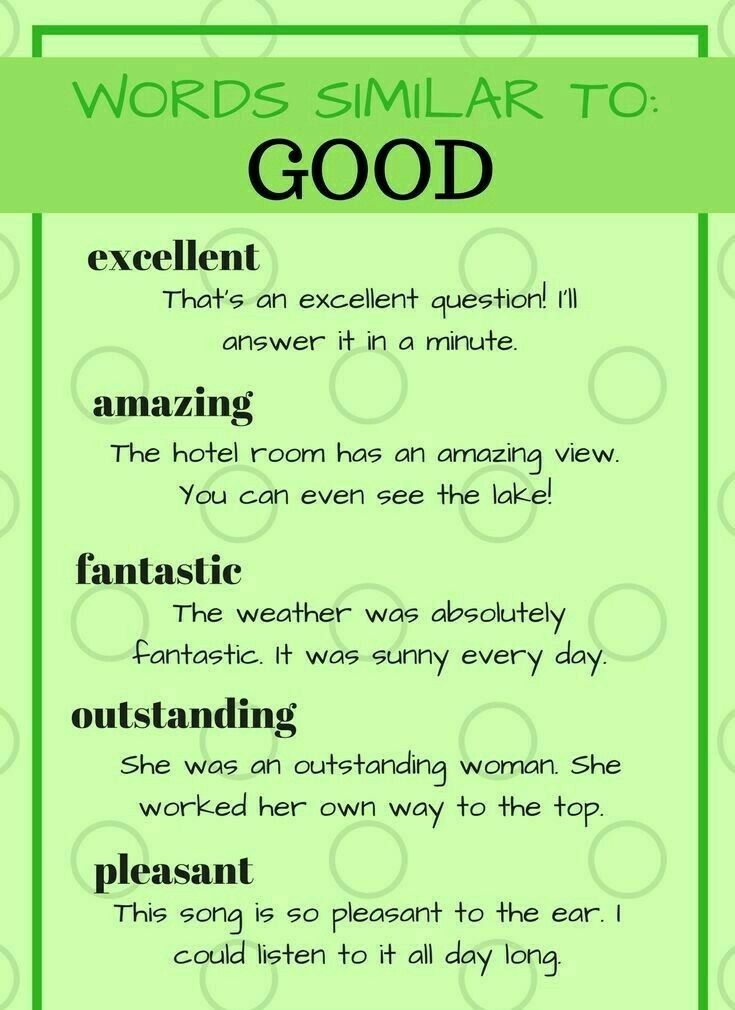 WORDS SIMILAR TO:
GOOD
excellent
That's an excellent question! I'll
answer it in a minute.
amazing
The hotel room has an amazing view.
You can even see the lake!
fantastic
The weather was absolutely
fantastic. It was sunny every day.
outstanding
She was an outstanding woman. She
worked her own way to the top.
pleasant
This song is so pleasant to the ear. I
could listen to it all day long.